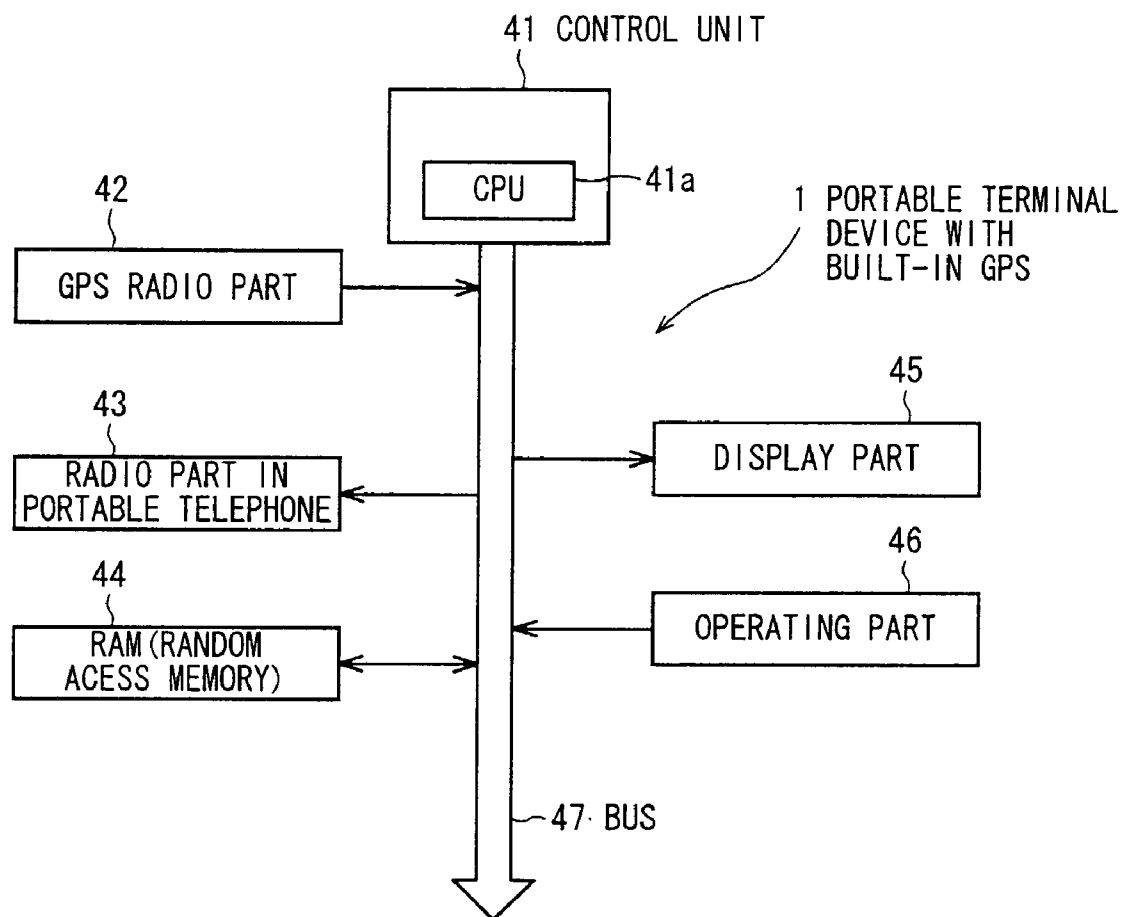 41 CONTROL UNIT
CPU
41a
42
GPS RADIO PART
1 PORTABLE TERMINAL
DEVICE WITH
BUILT-IN GPS
43
RADIO PART IN
PORTABLE TELEPHONE
45
DISPLAY PART
44
RAM(RANDOM
ACESS MEMORY)
46
OPERATING PART
47 BUS